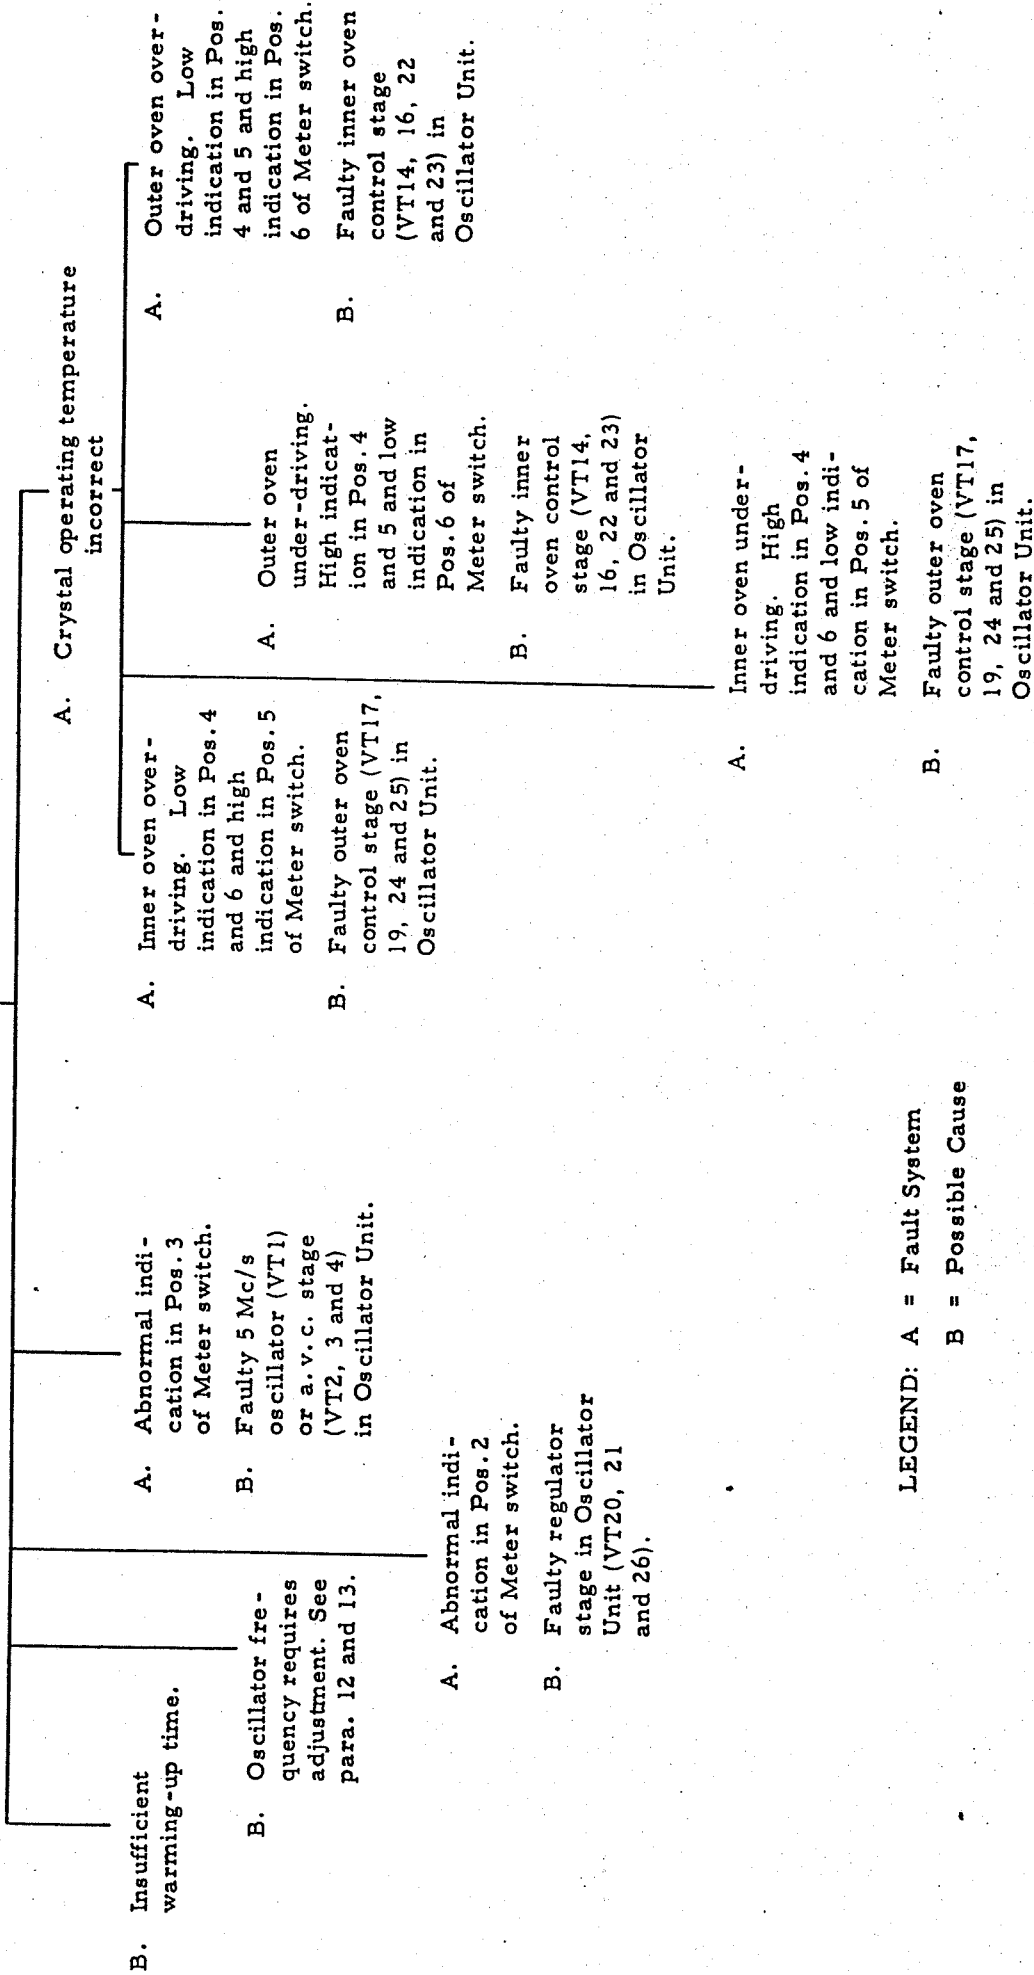 B. Insufficient
warming-up time.
B. Oscillator fre-
quency requires
adjustment. See
para. 12 and 13.
A. Abnormal indi-
cation in Pos.2
of Meter switch.
B. Faulty regulator
stage in Oscillator
Unit (VT20, 21
and 26).
A. Abnormal indi-
cation in Pos.3
of Meter switch.
B. Faulty 5 Mc/s
oscillator (VT1)
or a.v.c. stage
(VT2, 3 and 4)
in Oscillator Unit.
A. Crystal operating temperature
incorrect
A. Inner oven over-
driving. Low
indication in Pos.4
and 6 and high
indication in Pos.5
of Meter switch.
B. Faulty outer oven
control stage (VT17,
19, 24 and 25) in
Oscillator Unit.
A. Inner oven under-
driving. High
indication in Pos.4
and 6 and low indi-
cation in Pos.5 of
Meter switch.
B. Faulty outer oven
control stage (VT17,
19, 24 and 25) in
Oscillator Unit.
A. Outer oven
under-driving.
High indicat-
ion in Pos.4
and 5 and low
indication in
Pos.6 of
Meter switch.
B. Faulty inner
oven control
stage (VT14,
16, 22 and 23)
in Oscillator
Unit.
A. Outer oven over-
driving. Low
indication in Pos.
4 and 5 and high
indication in Pos.
6 of Meter switch.
B. Faulty inner oven
control stage
(VT14, 16, 22
and 23) in
Oscillator Unit.
LEGEND: A = Fault System
B = Possible Cause